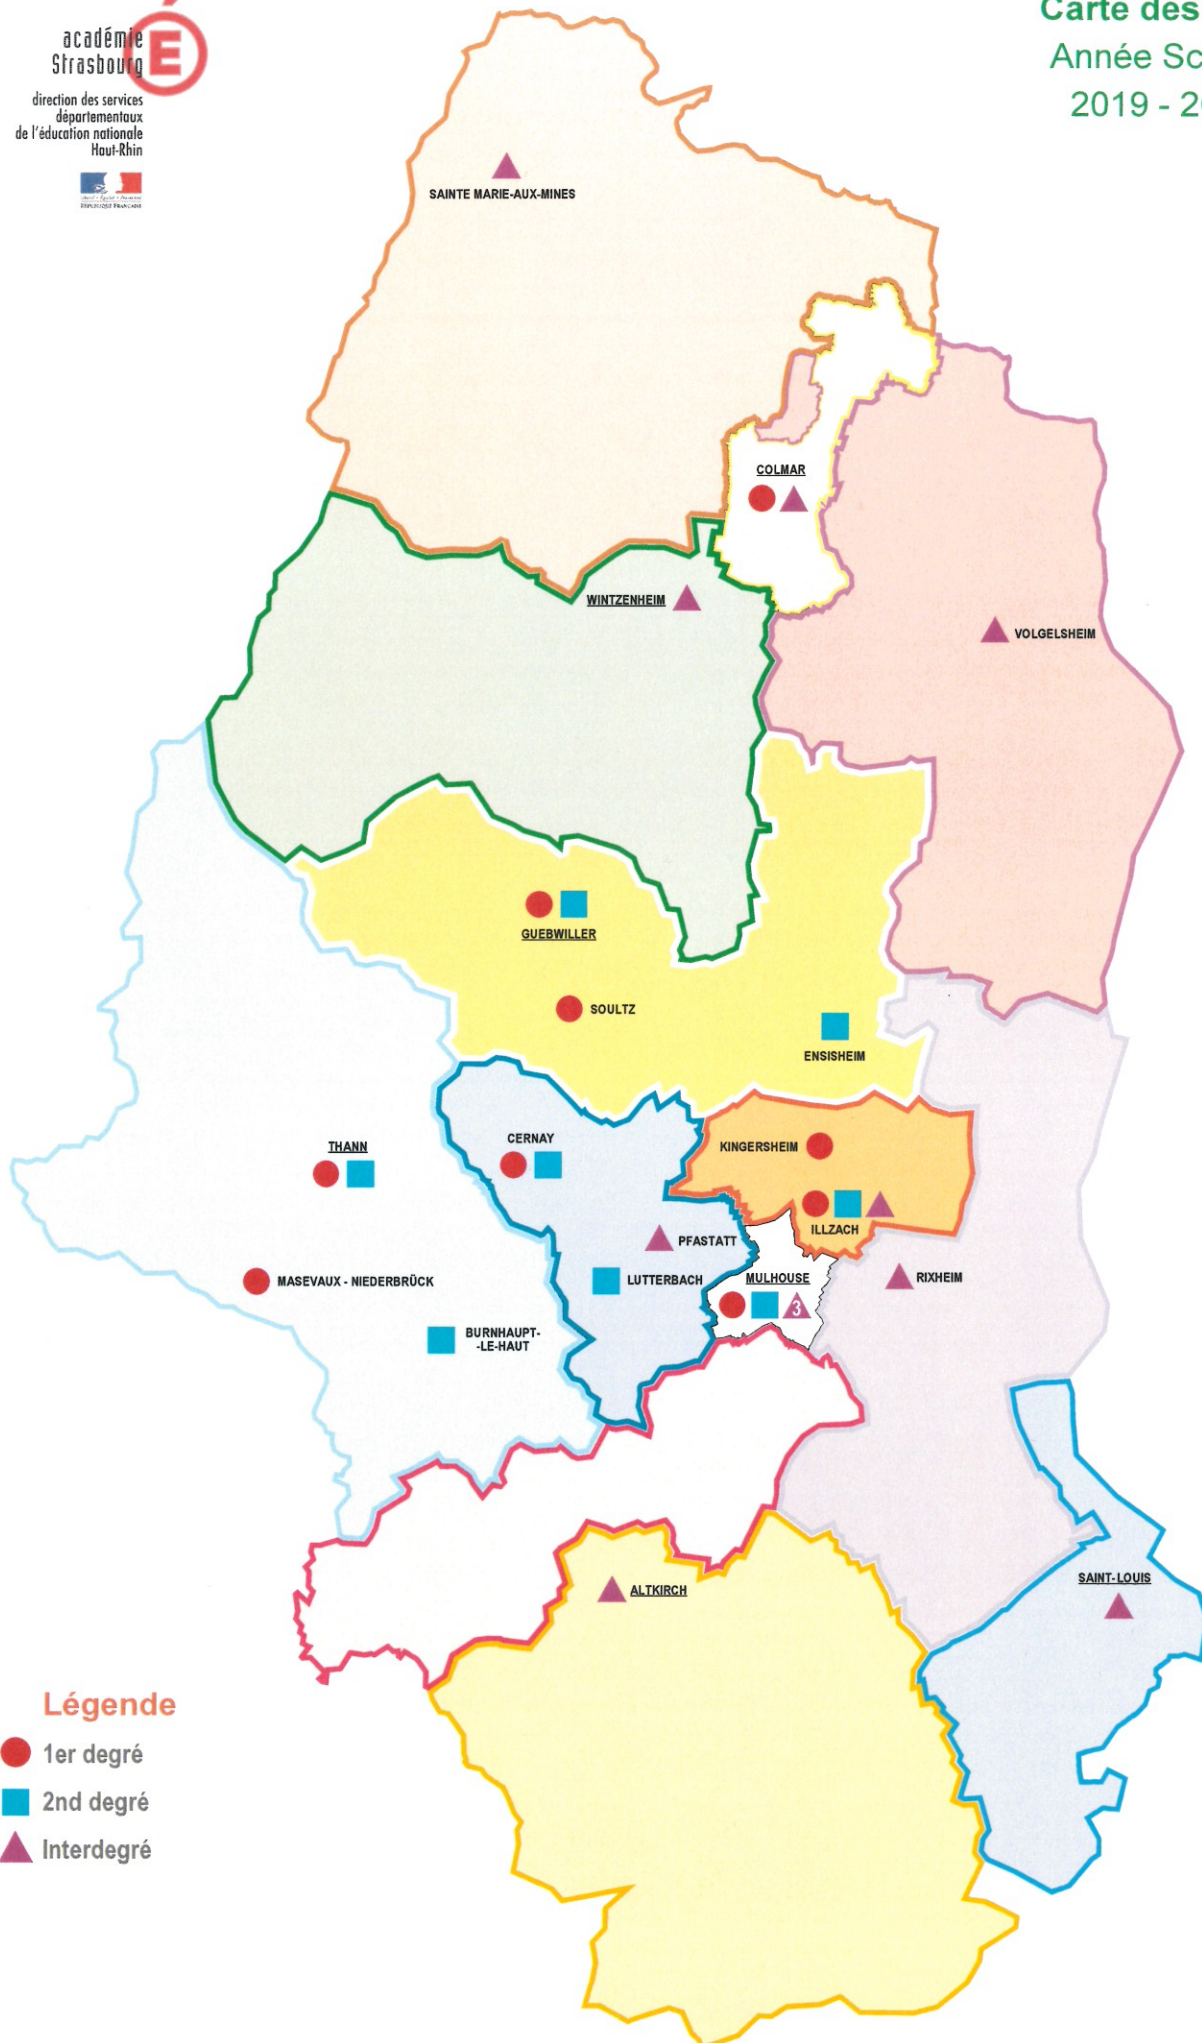 académie
Strasbourg
É
direction des services
départementaux
de l'éducation nationale
Haut-Rhin
RÉPUBLIQUE FRANÇAISE
Carte des
Année Sc
2019 - 2
SAINTE MARIE-AUX-MINES
COLMAR
WINTZENHEIM
VOLGELSHEIM
GUEBWILLER
SOULTZ
ENSISHEIM
THANN
CERNAY
KINGERSHEIM
ILLZACH
PFASTATT
LUTTERBACH
MULHOUSE
3
RIXHEIM
MASEVAUX - NIEDERBRÜCK
BURNHAUPT-
-LE-HAUT
ALTKIRCH
SAINT-LOUIS
Légende
1er degré
2nd degré
Interdegré